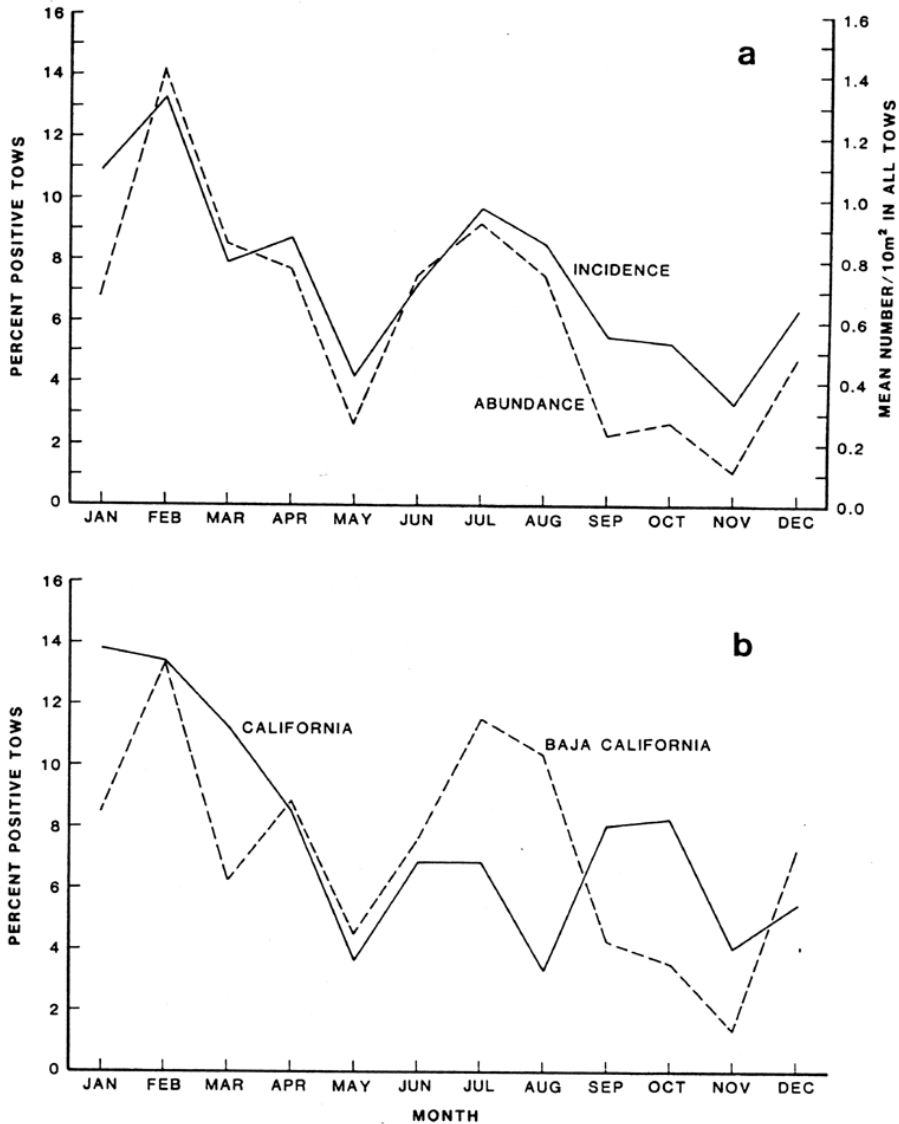 a
PERCENT POSITIVE TOWS
16
14
12
10
8
6
4
2
0
1.6
1.4
1.2
1.0
0.8
0.6
0.4
0.2
0.0
MEAN NUMBER/10m² IN ALL TOWS
INCIDENCE
ABUNDANCE
JAN FEB MAR APR MAY JUN JUL AUG SEP OCT NOV DEC
b
PERCENT POSITIVE TOWS
16
14
12
10
8
6
4
2
0
CALIFORNIA
BAJA CALIFORNIA
JAN FEB MAR APR MAY JUN JUL AUG SEP OCT NOV DEC
MONTH